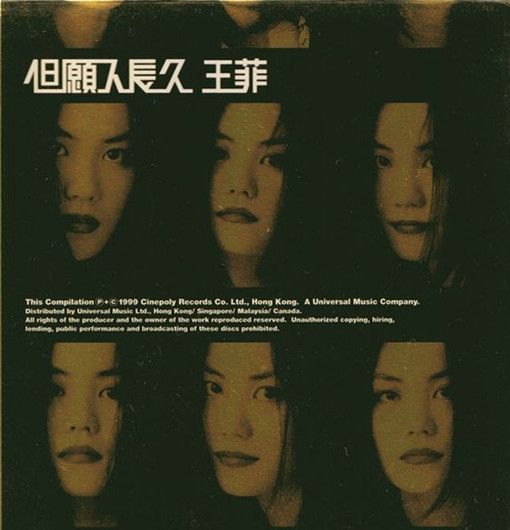 但願人長久 王菲
This Compilation Ⓟ+Ⓒ 1999 Cinepoly Records Co. Ltd., Hong Kong. A Universal Music Company.
Distributed by Universal Music Ltd., Hong Kong/ Singapore/ Malaysia/ Canada.
All rights of the producer and the owner of the work reproduced reserved. Unauthorized copying, hiring,
lending, public performance and broadcasting of these discs prohibited.